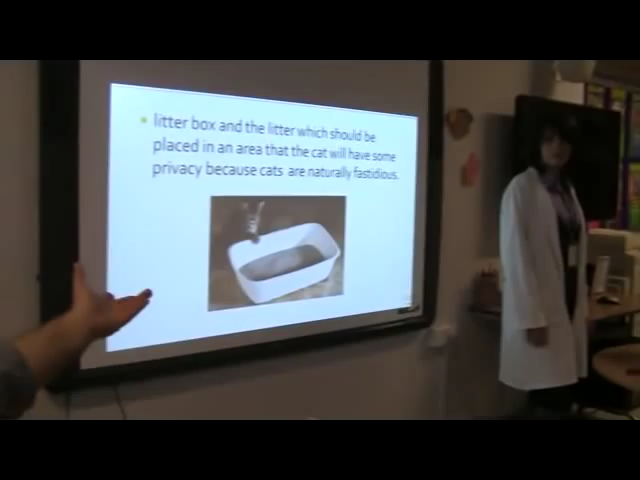 litter box and the litter which should be
placed in an area that the cat will have some
privacy because cats are naturally fastidious.